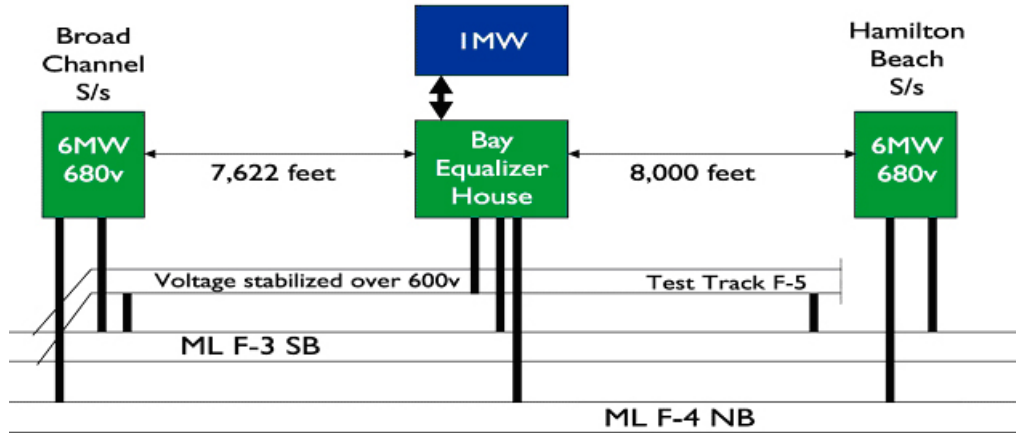 Broad
Channel
S/s
1MW
Hamilton
Beach
S/s
6MW
680v
7,622 feet
Bay
Equalizer
House
8,000 feet
6MW
680v
Voltage stabilized over 600v
Test Track F-5
ML F-3 SB
ML F-4 NB